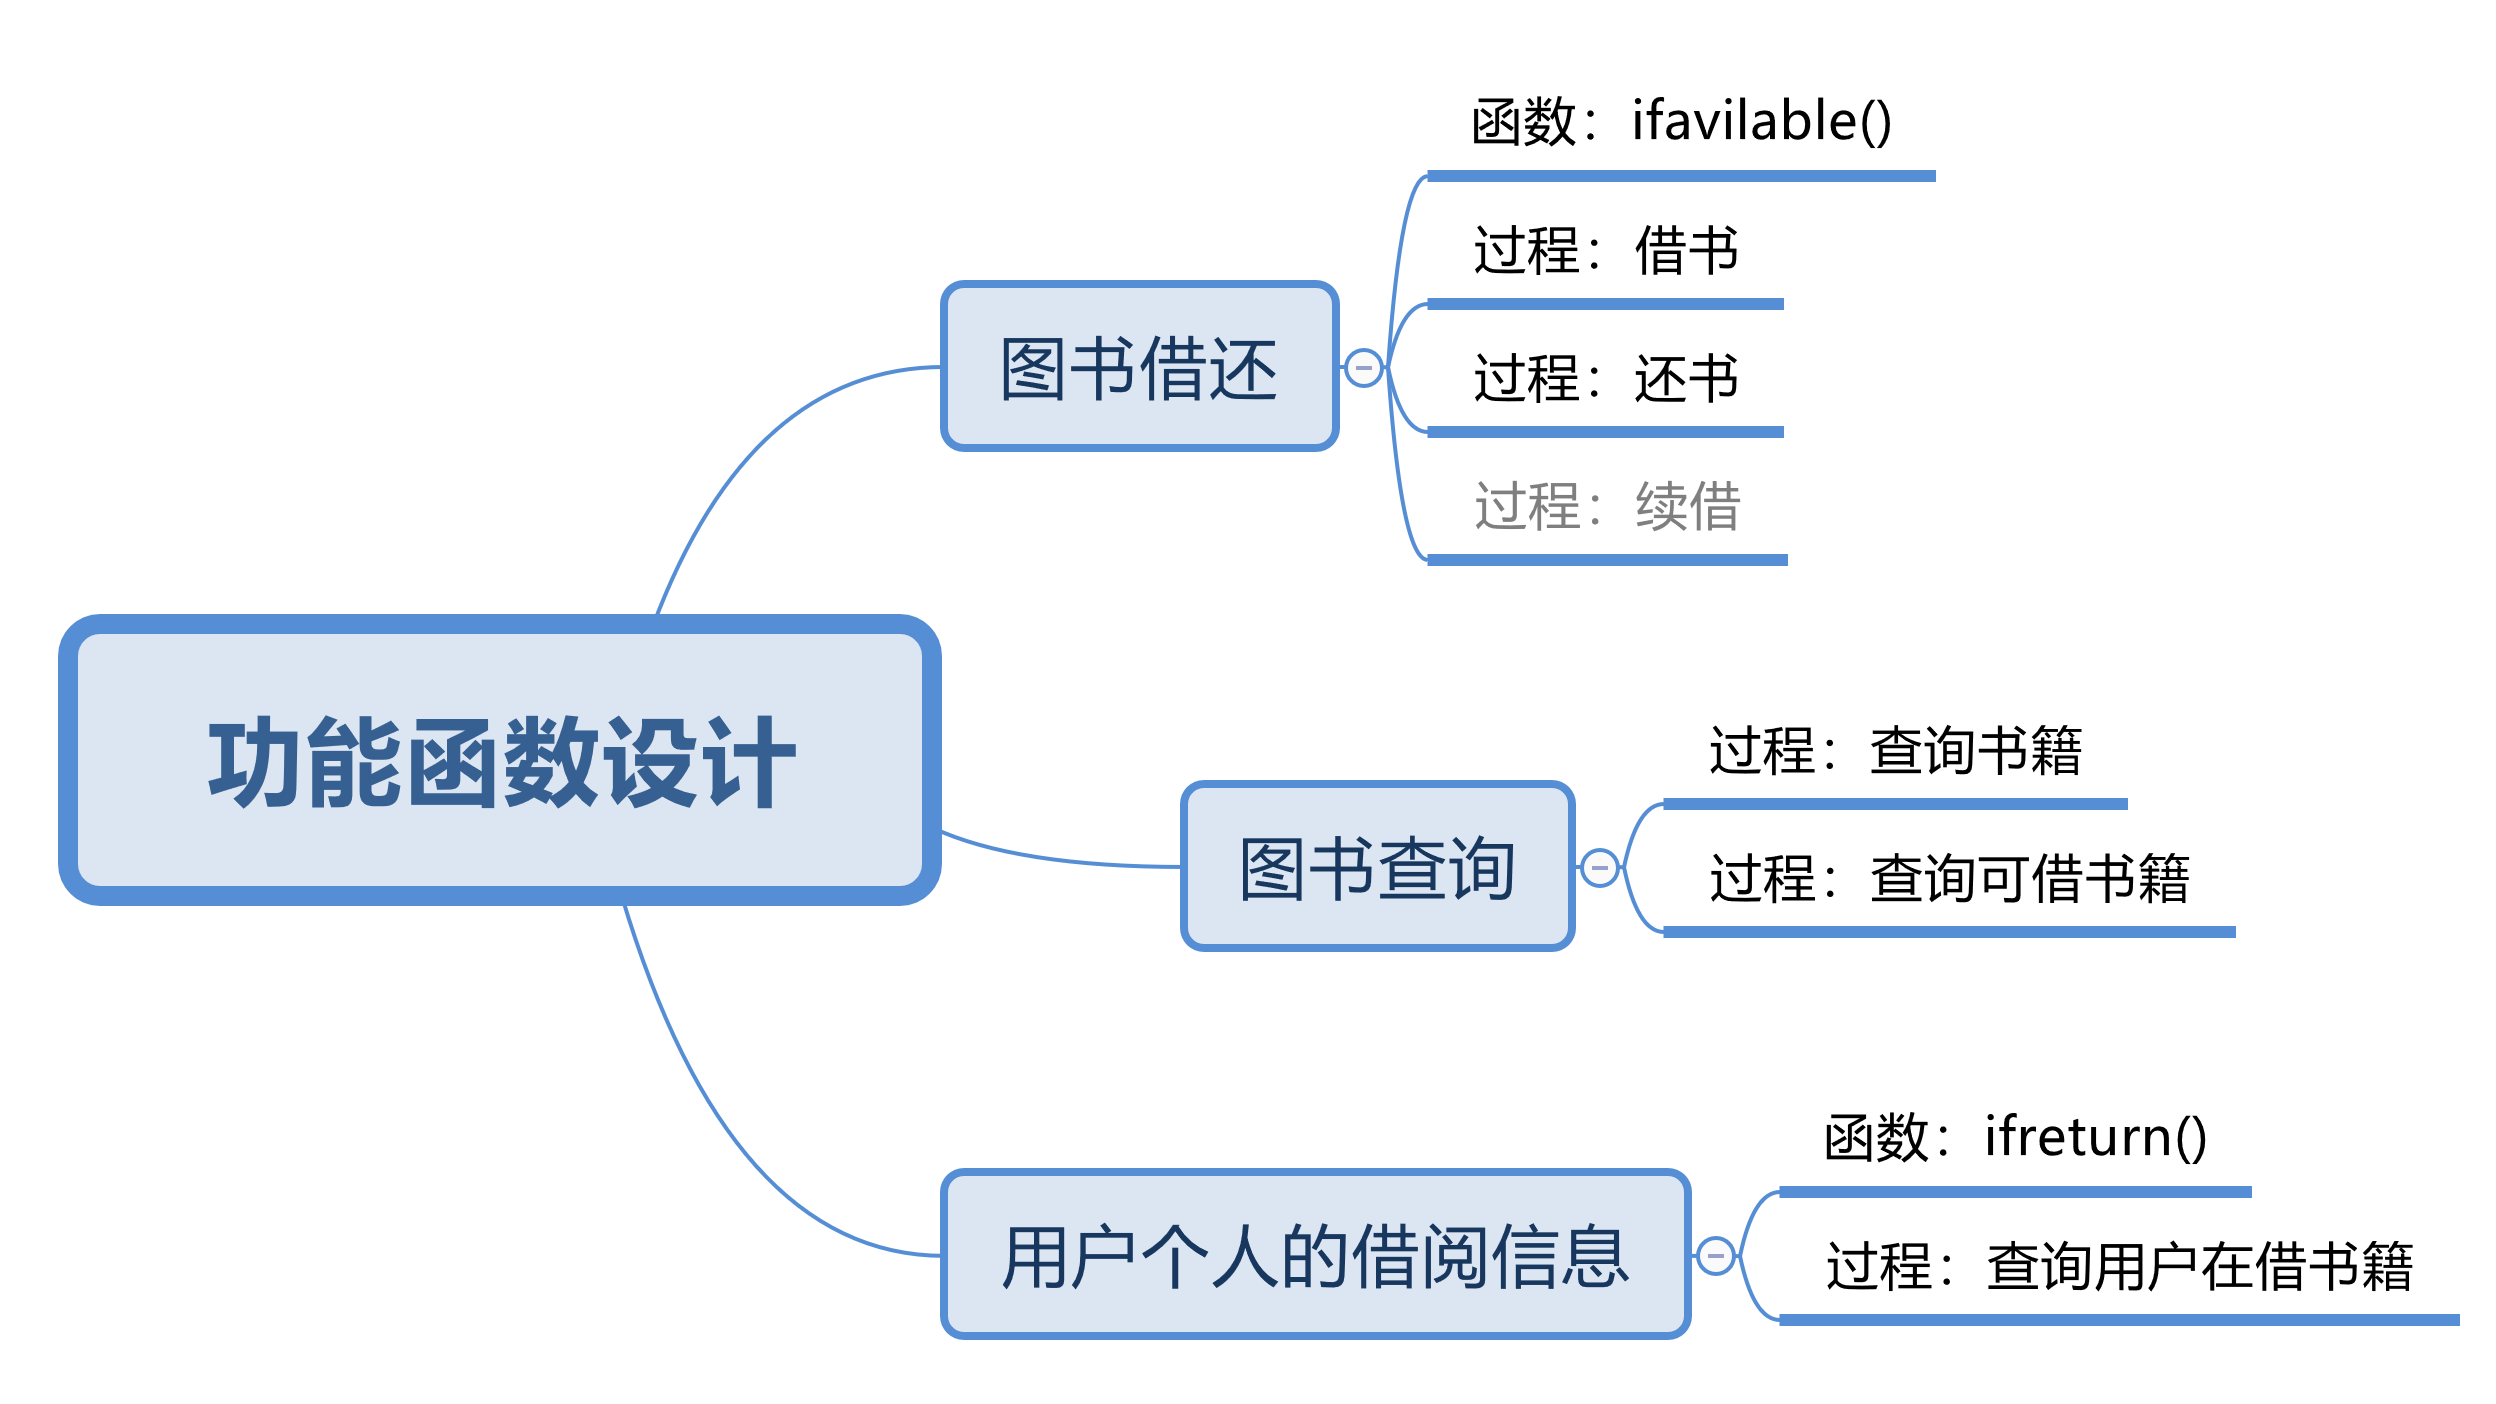 函数：ifavilable()
过程：借书
图书借还
过程：还书
过程：续借
功能函数设计
过程：查询书籍
图书查询
过程：查询可借书籍
函数：ifreturn()
用户个人的借阅信息
过程：查询用户在借书籍